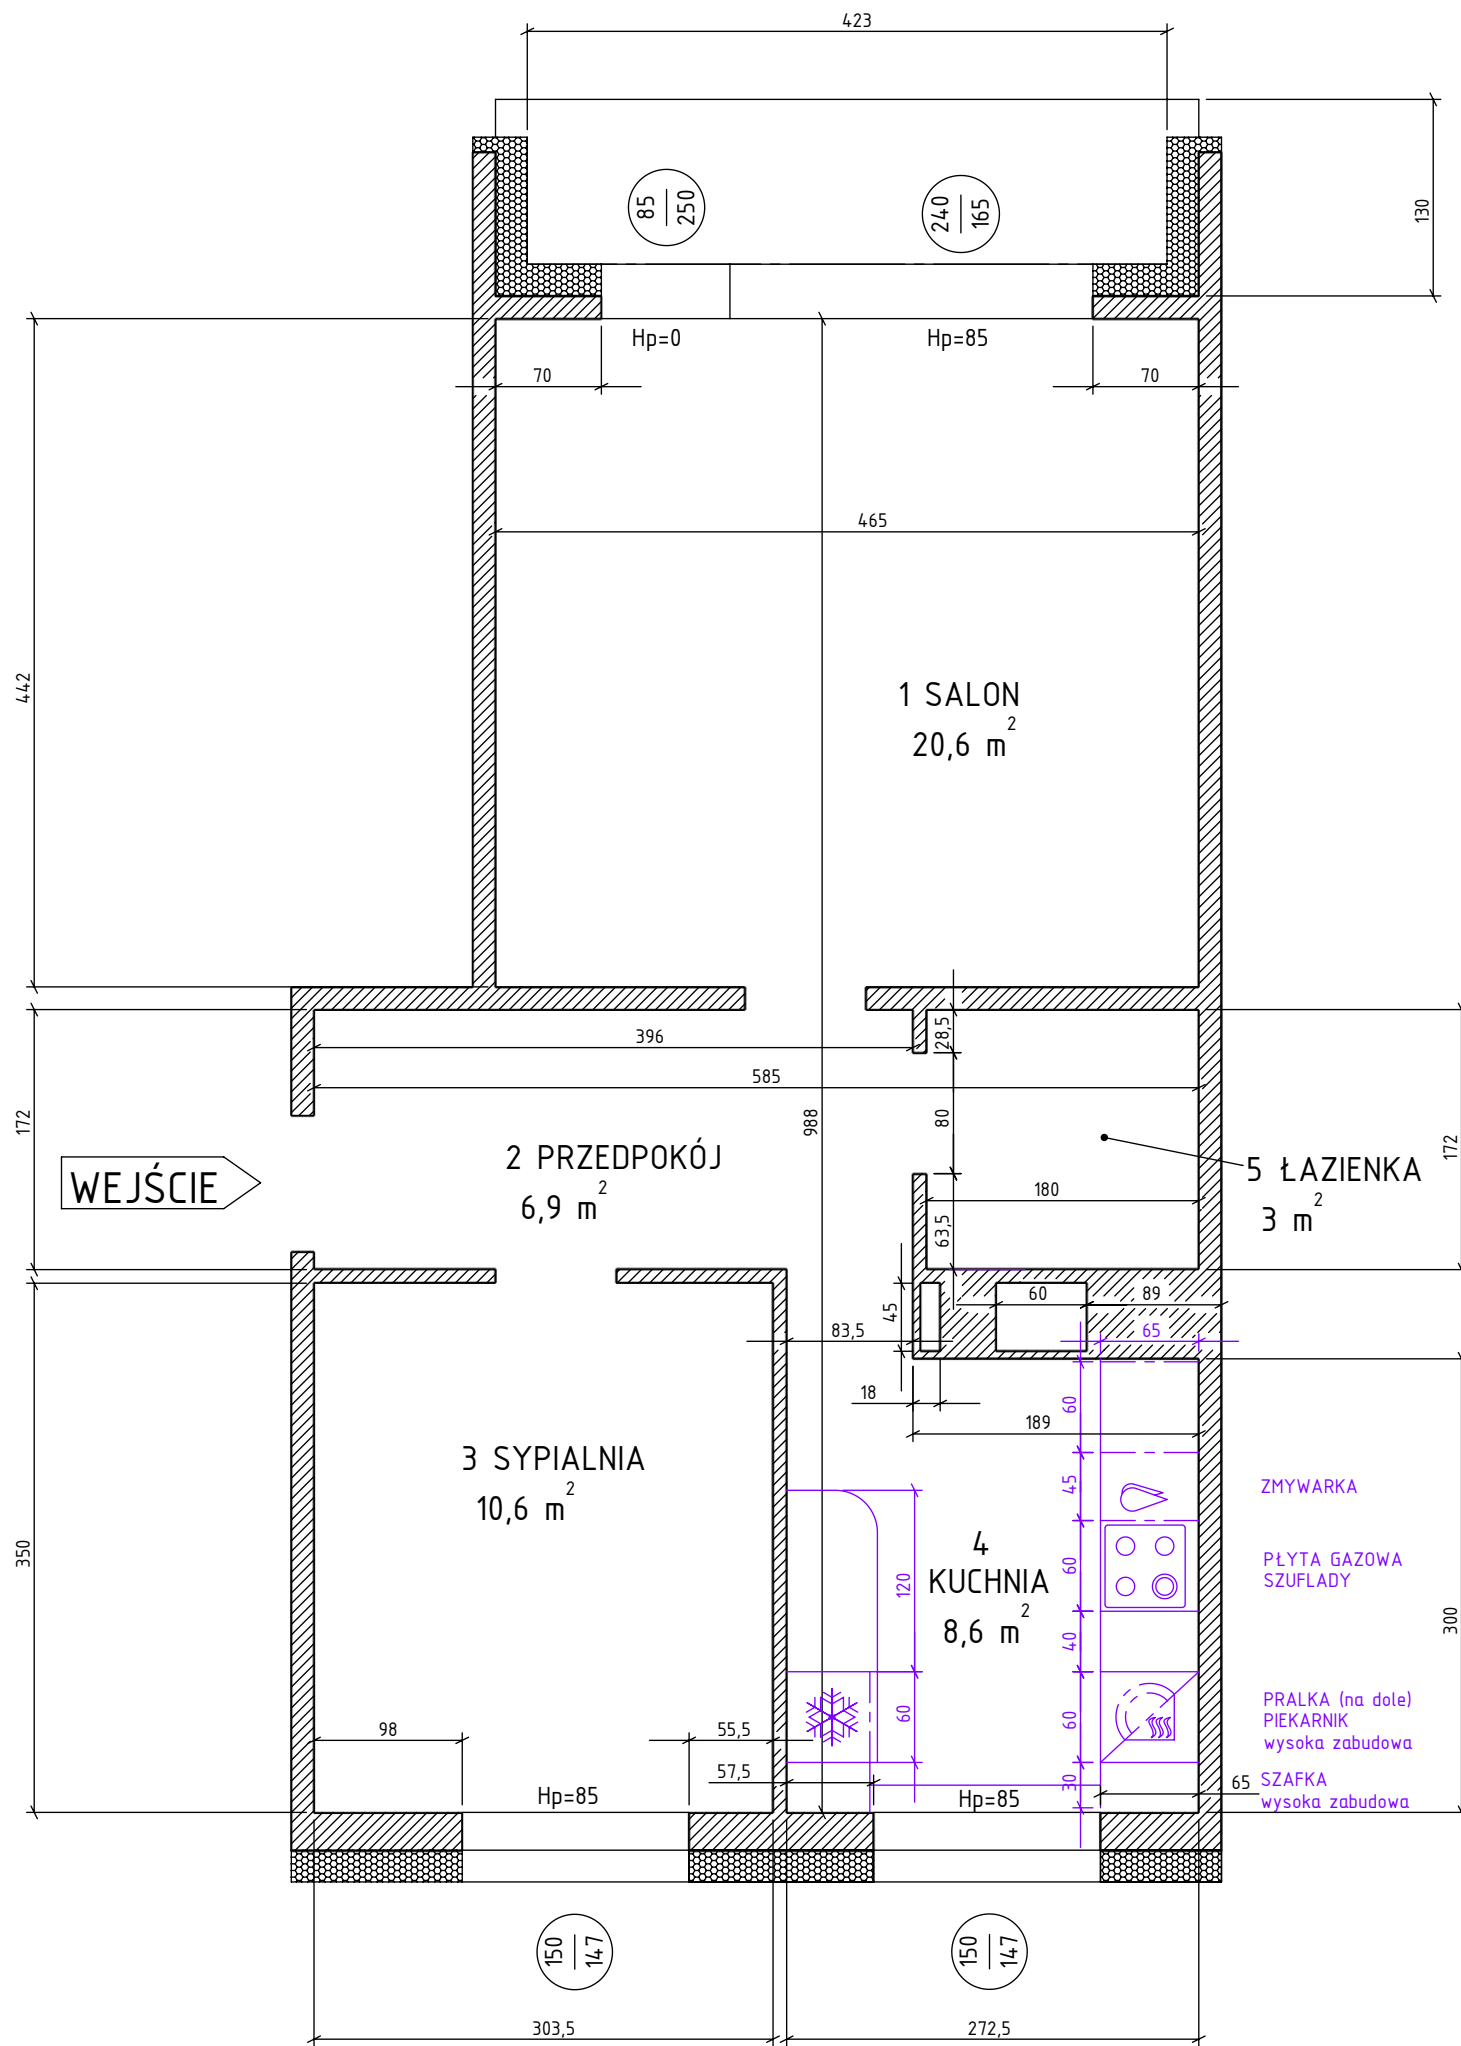 423
130
85
250
240
165
Hp=0
Hp=85
70
70
465
442
1 SALON
20,6 m²
28,5
396
585
80
988
172
172
2 PRZEDPOKÓJ
6,9 m²
WEJŚCIE
5 ŁAZIENKA
3 m²
180
63,5
60
89
45
83,5
65
18
189
60
3 SYPIALNIA
10,6 m²
45
ZMYWARKA
4
KUCHNIA
8,6 m²
350
120
60
PŁYTA GAZOWA
SZUFLADY
300
40
60
60
PRALKA (na dole)
PIEKARNIK
wysoka zabudowa
98
55,5
57,5
30
65
SZAFKA
wysoka zabudowa
Hp=85
Hp=85
150
147
150
147
303,5
272,5